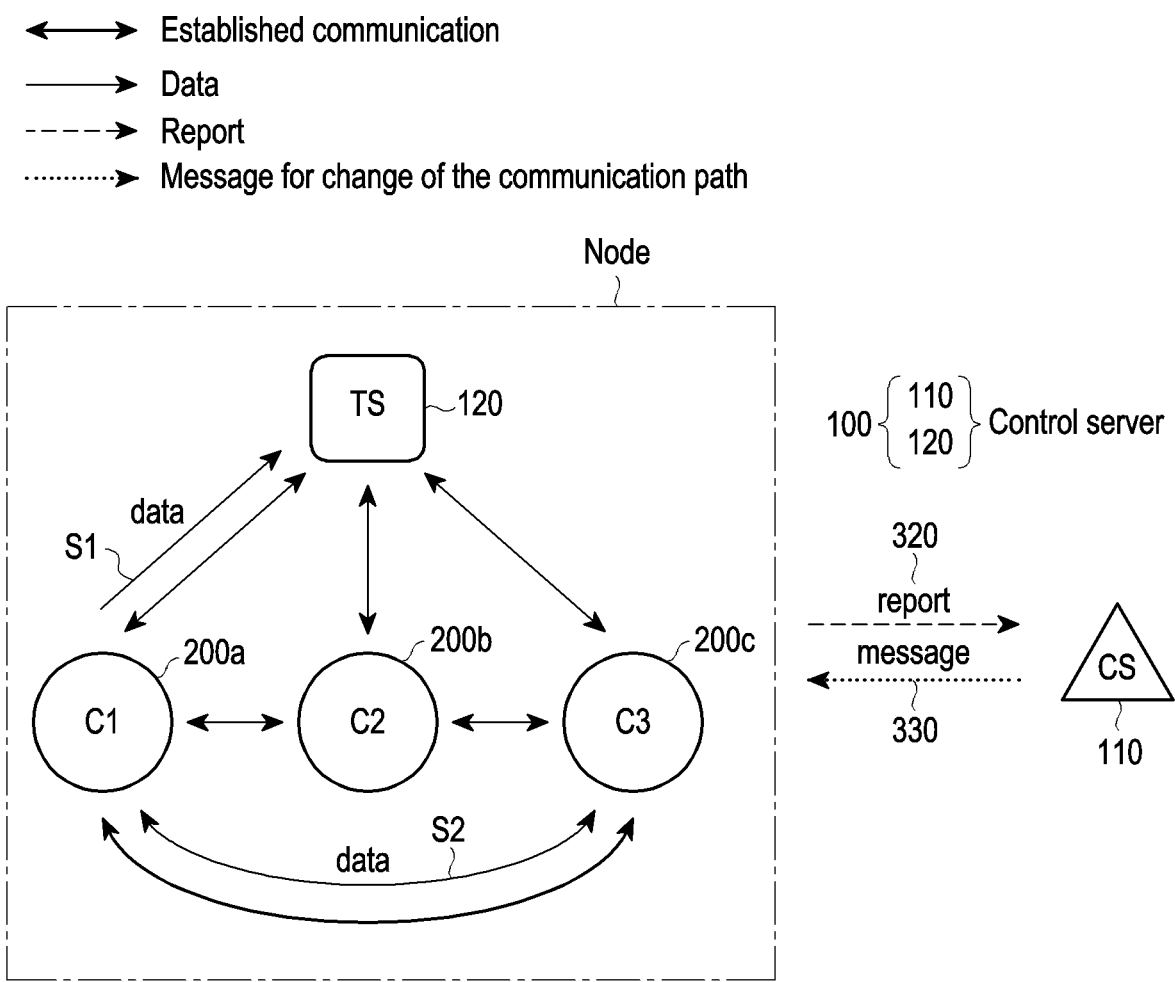 Established communication
Data
Report
Message for change of the communication path
Node
TS
120
100
110
120
Control server
data
S1
320
report
message
330
CS
110
200a
200b
200c
C1
C2
C3
S2
data